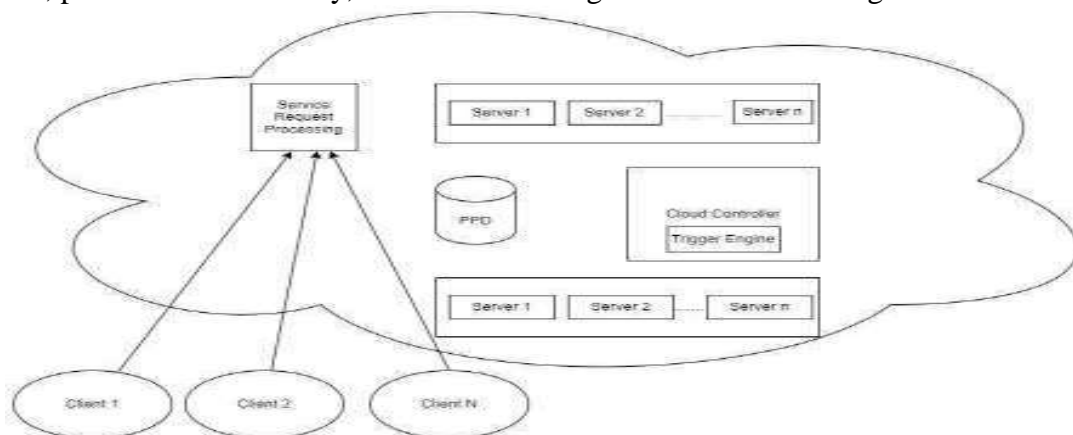 Service
Request
Processing
Server 1 Server 2 ........ Server n
PPD
Cloud Controller
Trigger Engine
Server 1 Server 2 ...... Server n
Client 1 Client 2 Client N